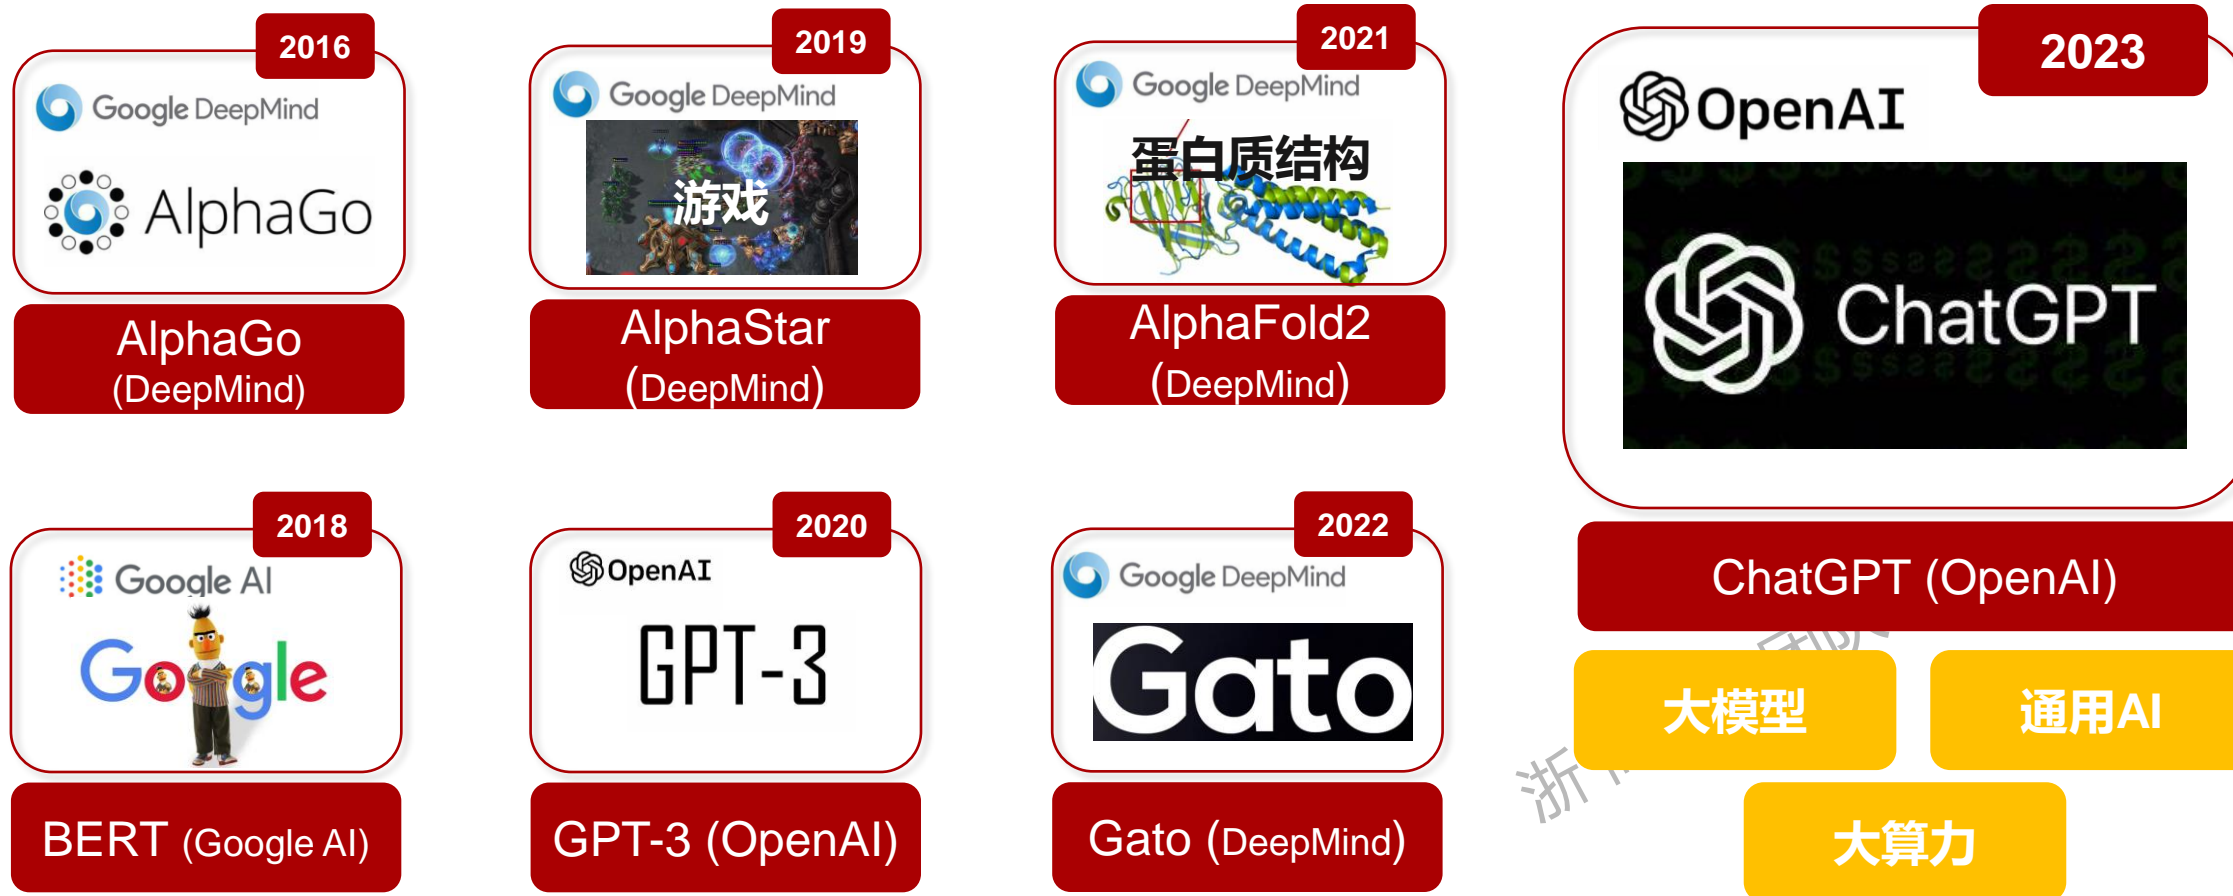 2016
Google DeepMind
AlphaGo
AlphaGo
(DeepMind)
2019
Google DeepMind
游戏
AlphaStar
(DeepMind)
2021
Google DeepMind
蛋白质结构
AlphaFold2
(DeepMind)
2023
OpenAI
ChatGPT
ChatGPT (OpenAI)
大模型
通用AI
大算力
2018
Google AI
Google
BERT (Google AI)
2020
OpenAI
GPT-3
GPT-3 (OpenAI)
2022
Google DeepMind
Gato
Gato (DeepMind)